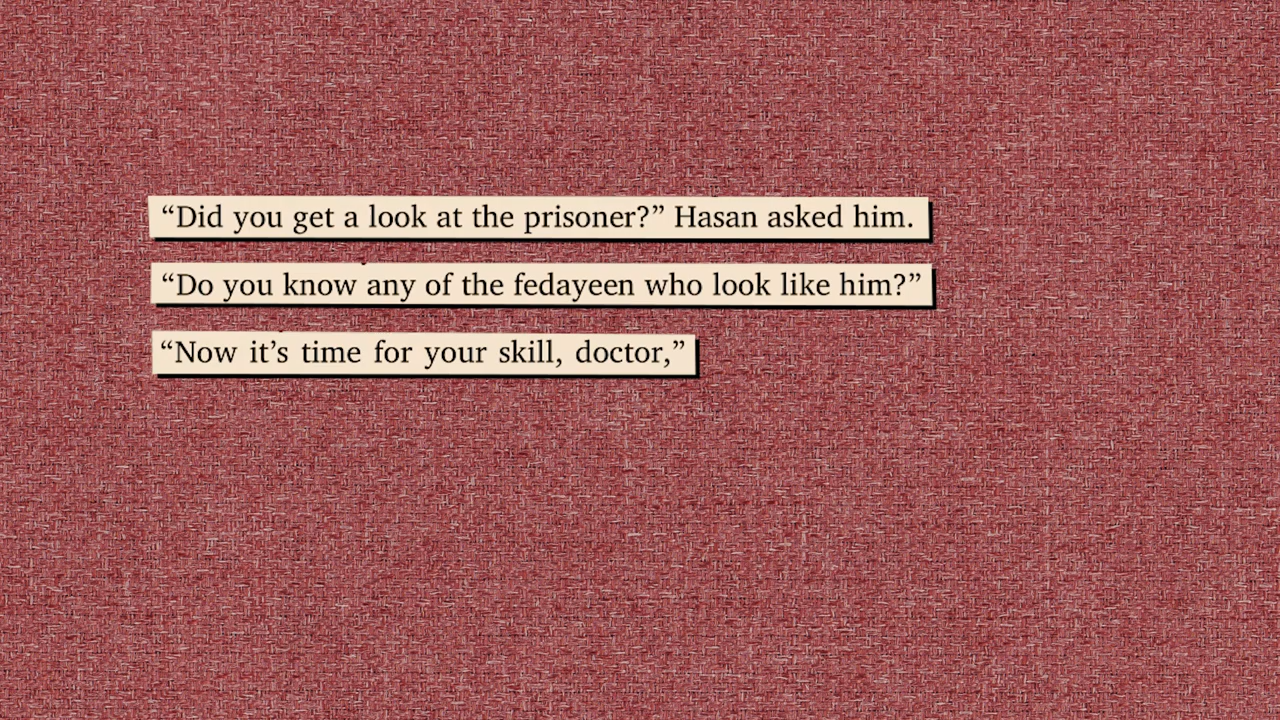 “Did you get a look at the prisoner?” Hasan asked him.
“Do you know any of the fedayeen who look like him?”
“Now it’s time for your skill, doctor,”